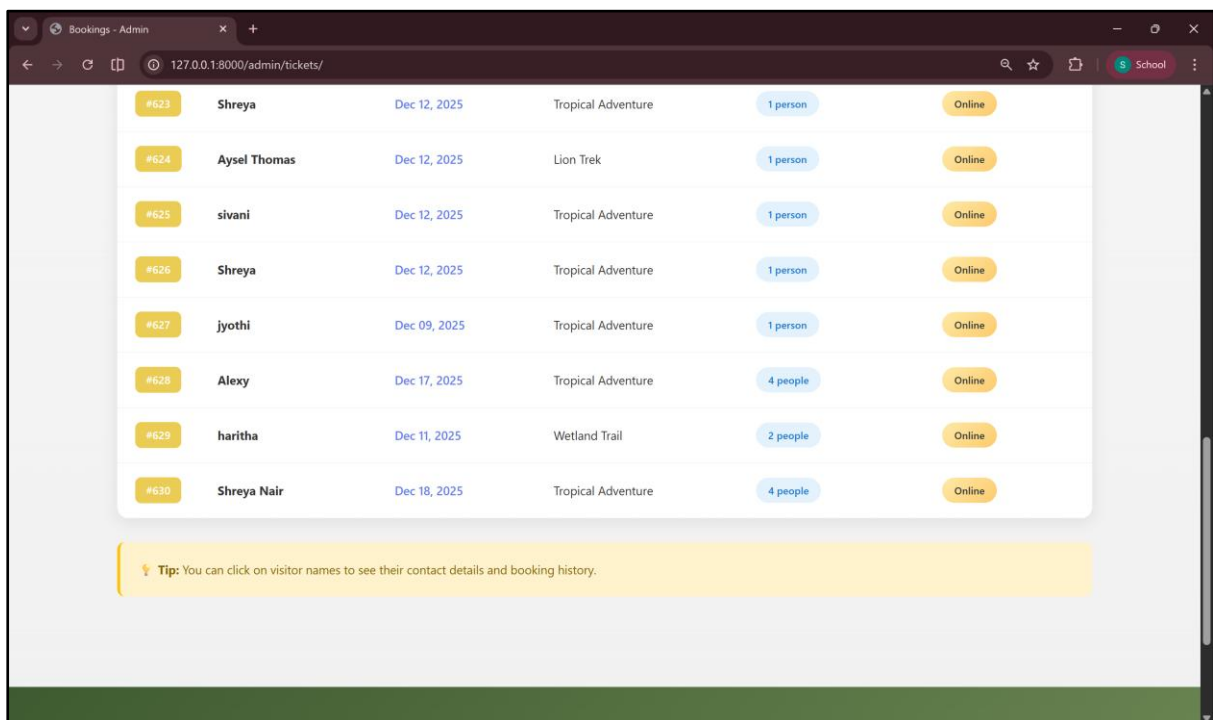 Bookings - Admin
127.0.0.1:8000/admin/tickets/
S School
#623 Shreya Dec 12, 2025 Tropical Adventure 1 person Online
#624 Aysel Thomas Dec 12, 2025 Lion Trek 1 person Online
#625 sivani Dec 12, 2025 Tropical Adventure 1 person Online
#626 Shreya Dec 12, 2025 Tropical Adventure 1 person Online
#627 jyothi Dec 09, 2025 Tropical Adventure 1 person Online
#628 Alexy Dec 17, 2025 Tropical Adventure 4 people Online
#629 haritha Dec 11, 2025 Wetland Trail 2 people Online
#630 Shreya Nair Dec 18, 2025 Tropical Adventure 4 people Online
Tip: You can click on visitor names to see their contact details and booking history.